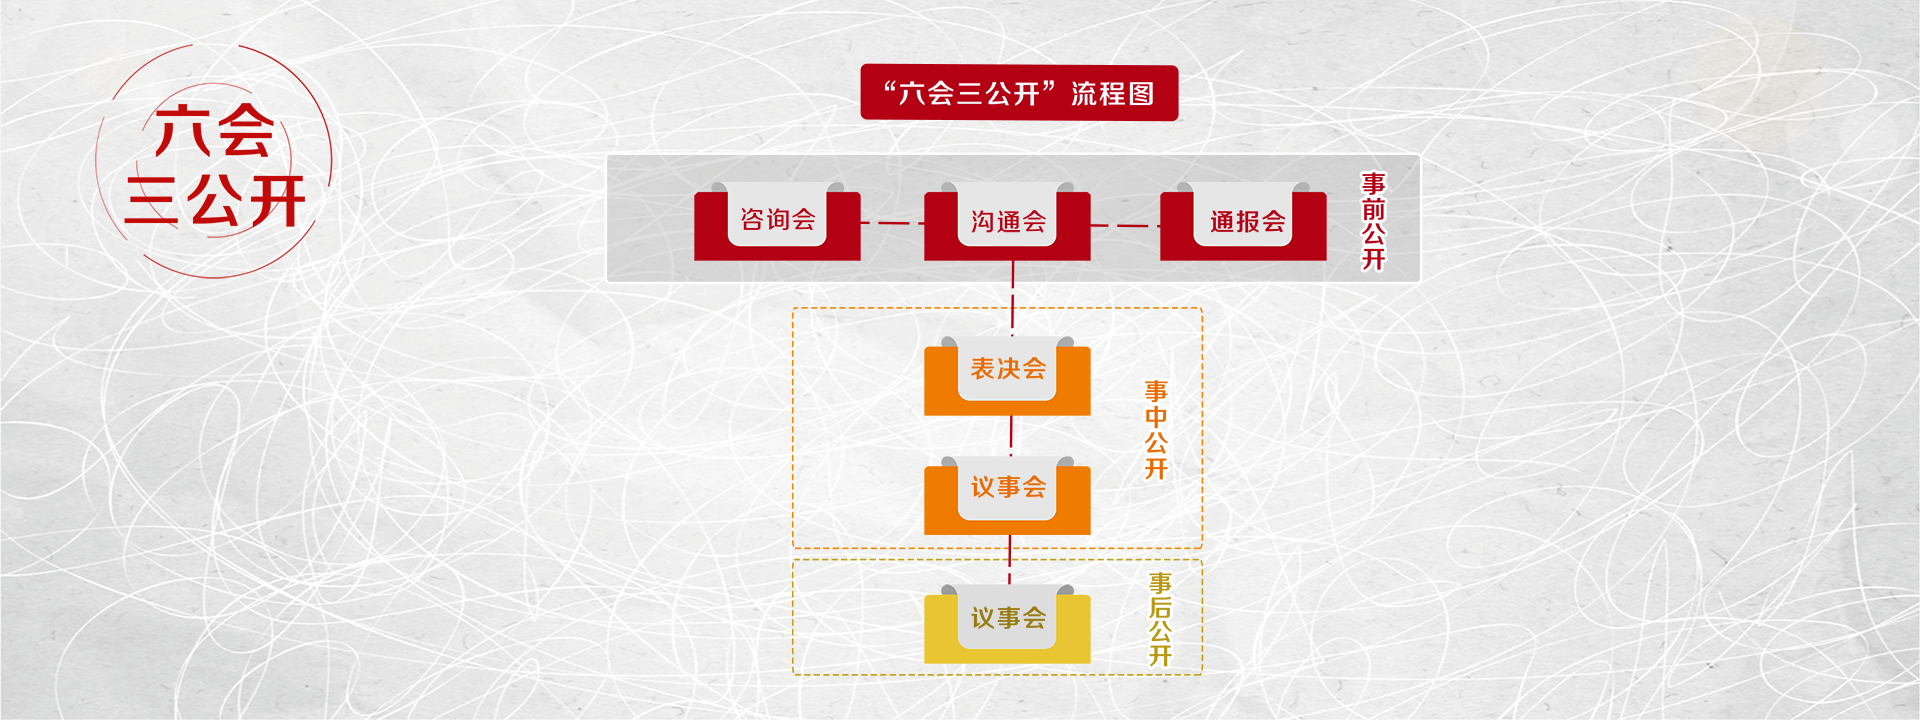 六会
三公开
“六会三公开”流程图
咨询会
沟通会
通报会
事前公开
表决会
议事会
事中公开
议事会
事后公开